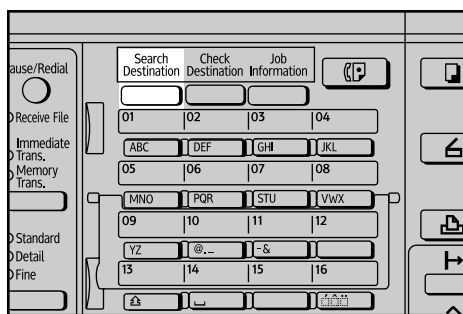 Search Destination
Check Destination
Job Information
ause/Redial
Receive File
Immediate Trans.
Memory Trans.
Standard
Detail
Fine
01 02 03 04
ABC DEF GHI JKL
05 06 07 08
MNO PQR STU VWX
09 10 11 12
YZ @._ -&
13 14 15 16